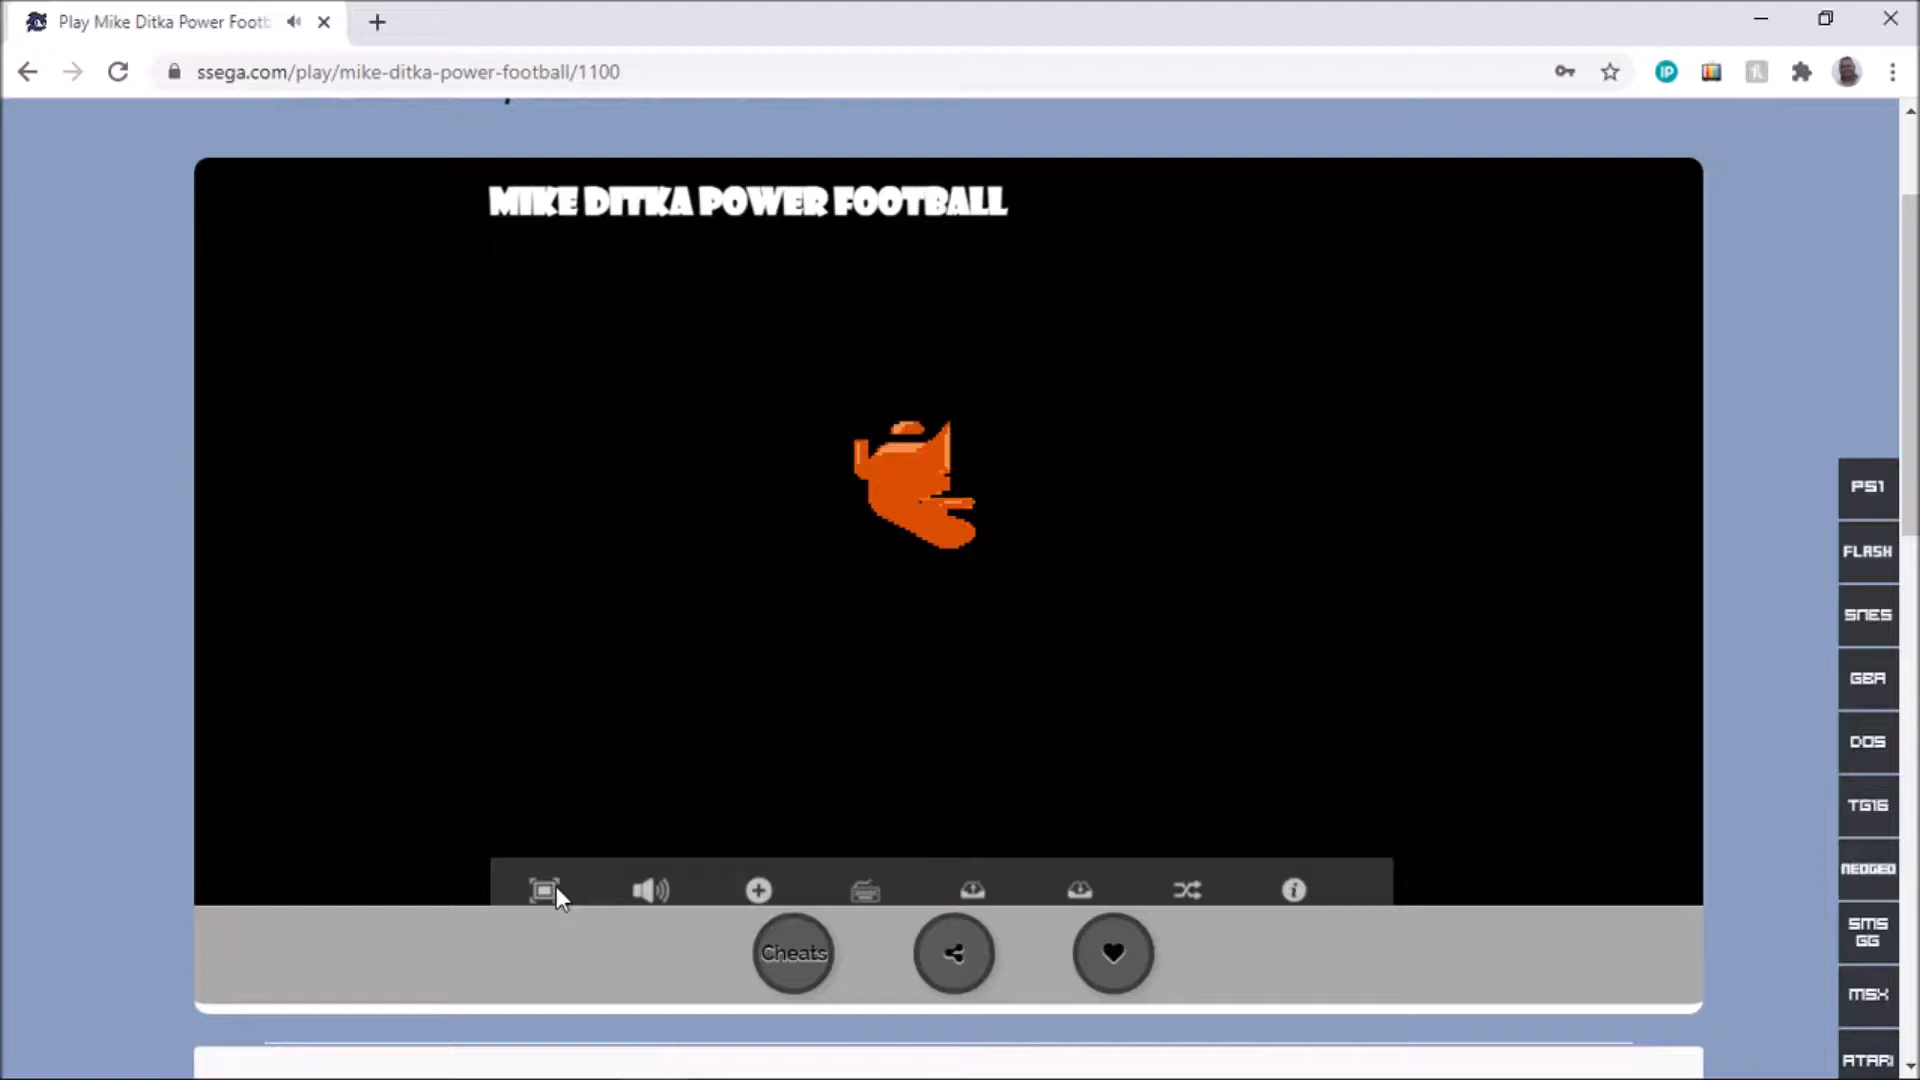 Play Mike Ditka Power Footb
ssega.com/play/mike-ditka-power-football/1100
MIKE DITKA POWER FOOTBALL
PS1
FLASH
SNES
GBA
DOS
TG16
NEOGEO
SMS
GG
MSX
ATARI
Cheats